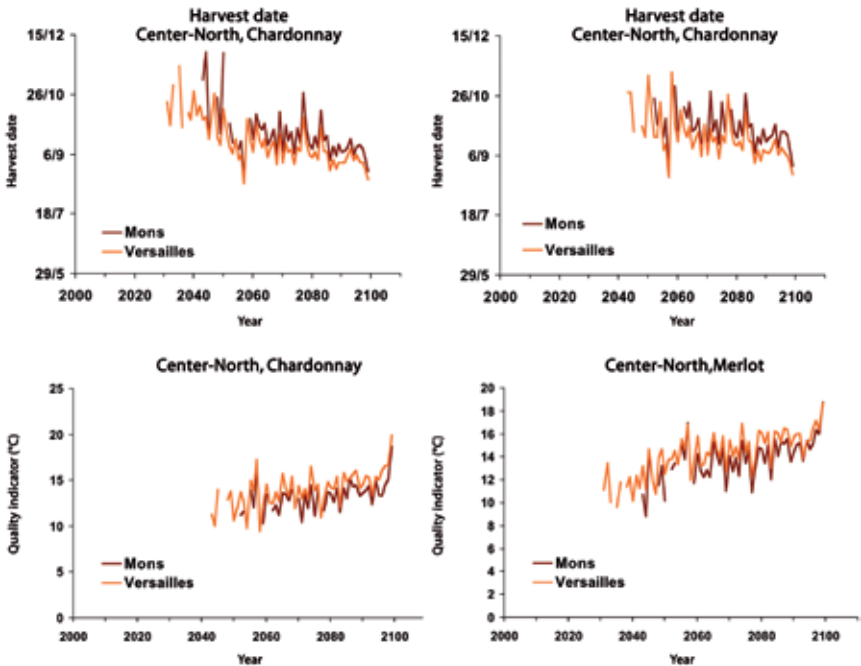 Harvest date
Center-North, Chardonnay
15/12
26/10
6/9
18/7
29/5
Harvest date
Mons
Versailles
2000 2020 2040 2060 2080 2100
Year
Harvest date
Center-North, Chardonnay
15/12
26/10
6/9
18/7
29/5
Harvest date
Mons
Versailles
2000 2020 2040 2060 2080 2100
Year
Center-North, Chardonnay
25
20
15
10
5
0
Quality indicator (°C)
Mons
Versailles
2000 2020 2040 2060 2080 2100
Year
Center-North,Merlot
20
18
16
14
12
10
8
6
4
2
0
Quality indicator (°C)
Mons
Versailles
2000 2020 2040 2060 2080 2100
Year